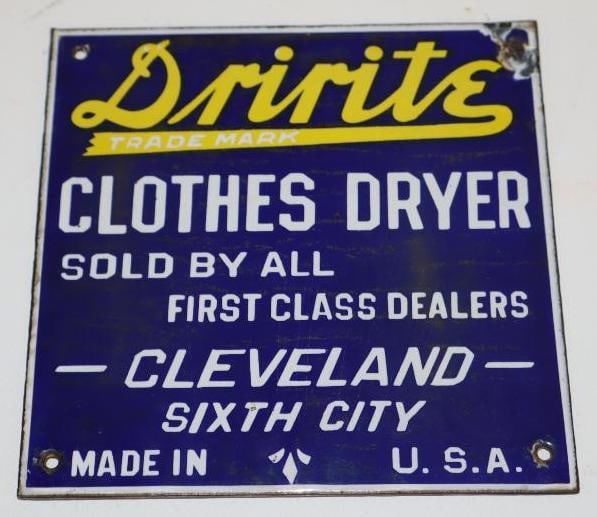 Dririte
TRADE MARK
CLOTHES DRYER
SOLD BY ALL
FIRST CLASS DEALERS
— CLEVELAND —
SIXTH CITY
MADE IN U. S. A.